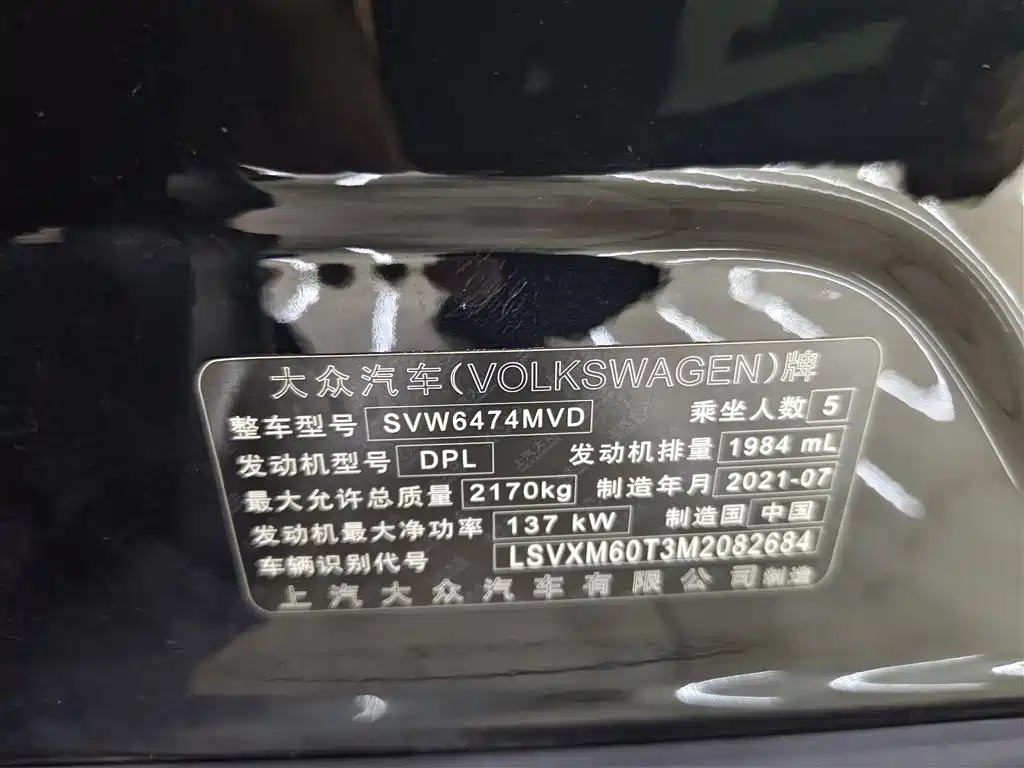 大众汽车(VOLKSWAGEN)牌
整车型号 SVW6474MVD 乘坐人数 5
发动机型号 DPL 发动机排量 1984 mL
最大允许总质量 2170kg 制造年月 2021-07
发动机最大净功率 137 kW 制造国 中国
车辆识别代号 LSVXM60T3M2082684
上汽大众汽车有限公司制造